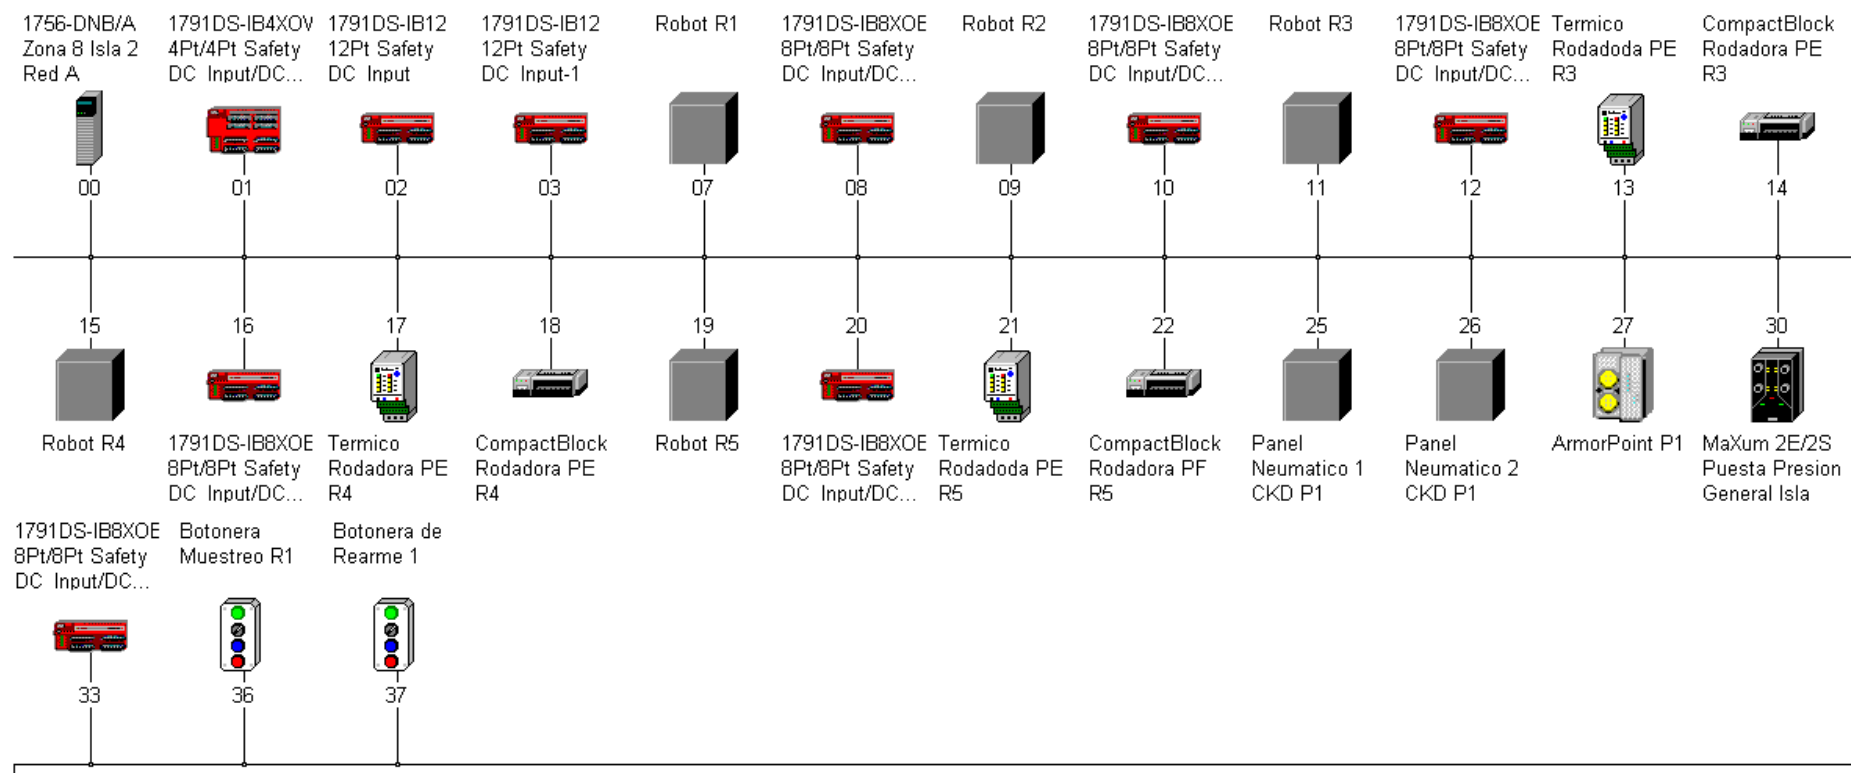 1756-DNB/A
Zona 8 Isla 2
Red A
1791DS-IB4XOV
4Pt/4Pt Safety
DC Input/DC...
1791DS-IB12
12Pt Safety
DC Input
1791DS-IB12
12Pt Safety
DC Input-1
Robot R1
1791DS-IB8XOE
8Pt/8Pt Safety
DC Input/DC...
Robot R2
1791DS-IB8XOE
8Pt/8Pt Safety
DC Input/DC...
Robot R3
1791DS-IB8XOE
8Pt/8Pt Safety
DC Input/DC...
Termico
Rodadoda PE
R3
CompactBlock
Rodadora PE
R3
00
01
02
03
07
08
09
10
11
12
13
14
15
16
17
18
19
20
21
22
25
26
27
30
Robot R4
1791DS-IB8XOE
8Pt/8Pt Safety
DC Input/DC...
Termico
Rodadora PE
R4
CompactBlock
Rodadora PE
R4
Robot R5
1791DS-IB8XOE
8Pt/8Pt Safety
DC Input/DC...
Termico
Rodadoda PE
R5
CompactBlock
Rodadora PF
R5
Panel
Neumatico 1
CKD P1
Panel
Neumatico 2
CKD P1
ArmorPoint P1
MaXum 2E/2S
Puesta Presion
General Isla
1791DS-IB8XOE
8Pt/8Pt Safety
DC Input/DC...
Botonera
Muestreo R1
Botonera de
Rearme 1
33
36
37